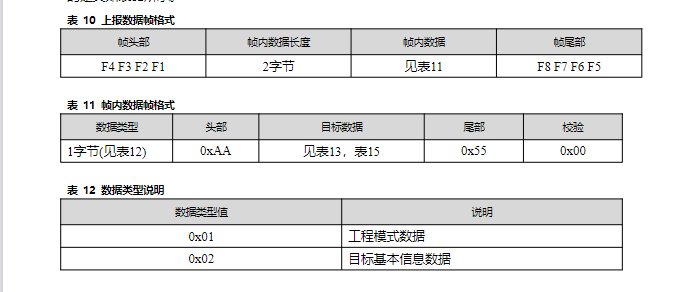 表 10 上报数据帧格式
帧头部 帧内数据长度 帧内数据 帧尾部
F4 F3 F2 F1 2字节 见表11 F8 F7 F6 F5
表 11 帧内数据帧格式
数据类型 头部 目标数据 尾部 校验
1字节(见表12) 0xAA 见表13，表15 0x55 0x00
表 12 数据类型说明
数据类型值 说明
0x01 工程模式数据
0x02 目标基本信息数据